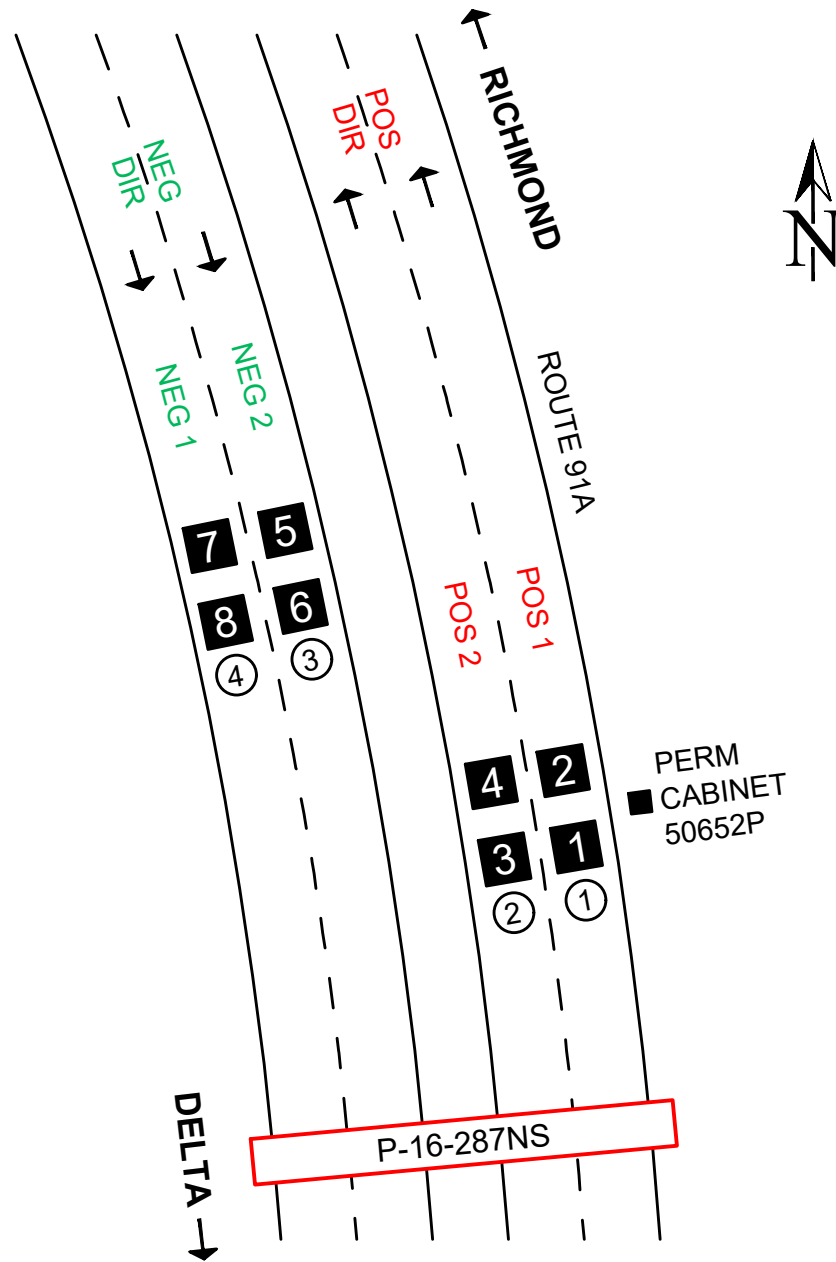 RICHMOND
N
POS
DIR
NEG
DIR
NEG 1
NEG 2
ROUTE 91A
7
5
8
6
4
3
POS 2
POS 1
4
2
3
1
2
1
PERM
CABINET
50652P
P-16-287NS
DELTA